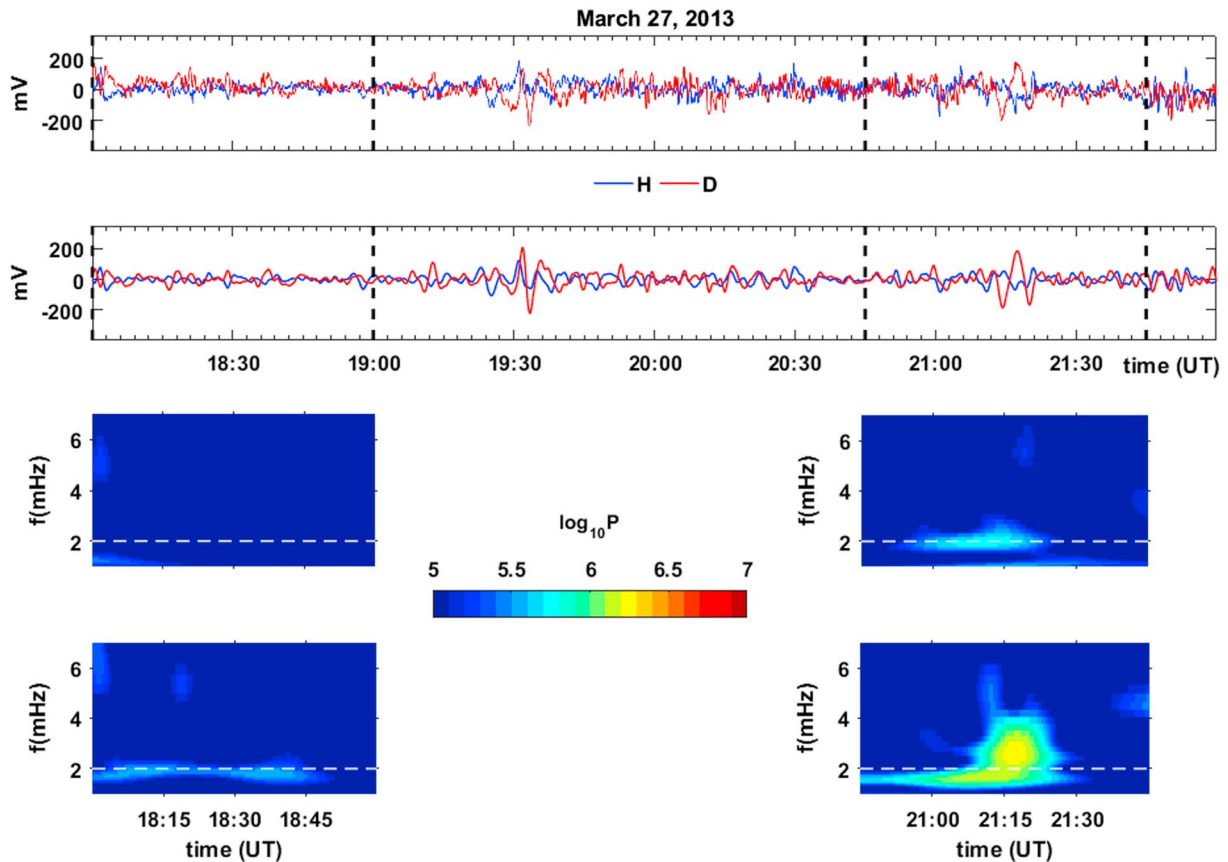 March 27, 2013
mV
200
0
-200
H D
mV
200
0
-200
18:30 19:00 19:30 20:00 20:30 21:00 21:30 time (UT)
f(mHz)
6
4
2
f(mHz)
6
4
2
log10P
5 5.5 6 6.5 7
f(mHz)
6
4
2
18:15 18:30 18:45
time (UT)
f(mHz)
6
4
2
21:00 21:15 21:30
time (UT)